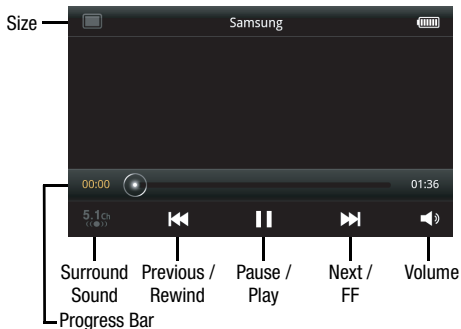 Size
Samsung
00:00
01:36
5.1Ch
Surround Sound
Previous / Rewind
Pause / Play
Next / FF
Volume
Progress Bar